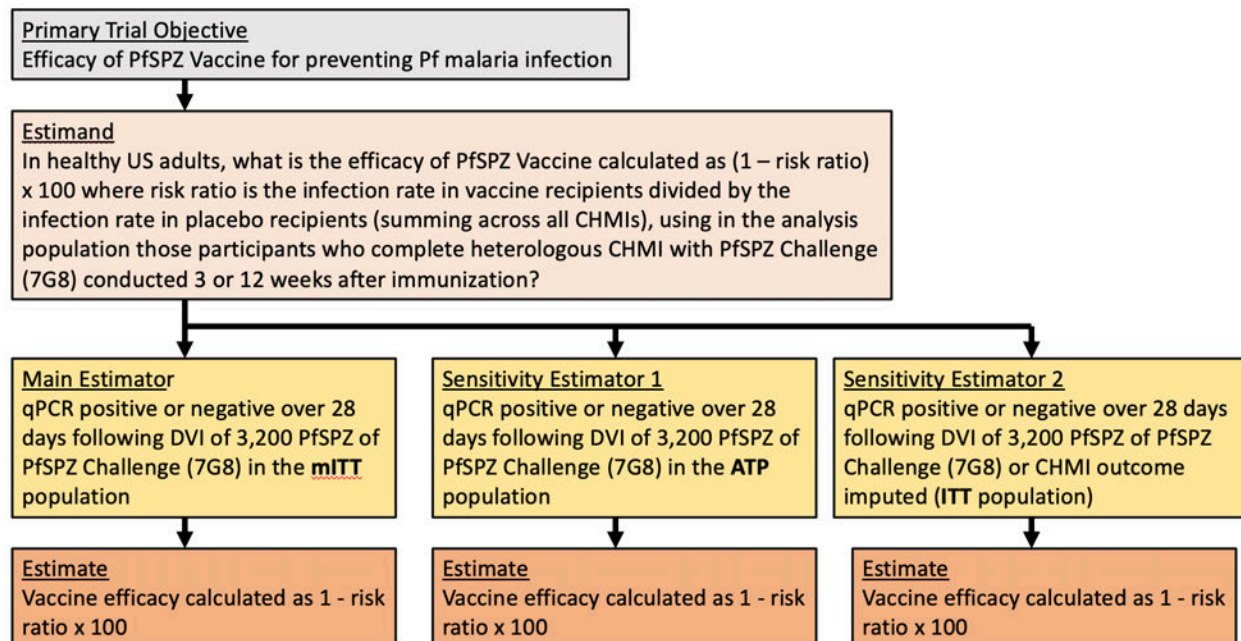 Primary Trial Objective
Efficacy of PfSPZ Vaccine for preventing Pf malaria infection
Estimand
In healthy US adults, what is the efficacy of PfSPZ Vaccine calculated as (1 – risk ratio)
x 100 where risk ratio is the infection rate in vaccine recipients divided by the
infection rate in placebo recipients (summing across all CHMIs), using in the analysis
population those participants who complete heterologous CHMI with PfSPZ Challenge
(7G8) conducted 3 or 12 weeks after immunization?
Main Estimator
qPCR positive or negative over 28
days following DVI of 3,200 PfSPZ of
PfSPZ Challenge (7G8) in the mITT
population
Sensitivity Estimator 1
qPCR positive or negative over 28
days following DVI of 3,200 PfSPZ of
PfSPZ Challenge (7G8) in the ATP
population
Sensitivity Estimator 2
qPCR positive or negative over 28 days
following DVI of 3,200 PfSPZ of PfSPZ
Challenge (7G8) or CHMI outcome
imputed (ITT population)
Estimate
Vaccine efficacy calculated as 1 - risk
ratio x 100
Estimate
Vaccine efficacy calculated as 1 - risk
ratio x 100
Estimate
Vaccine efficacy calculated as 1 - risk
ratio x 100